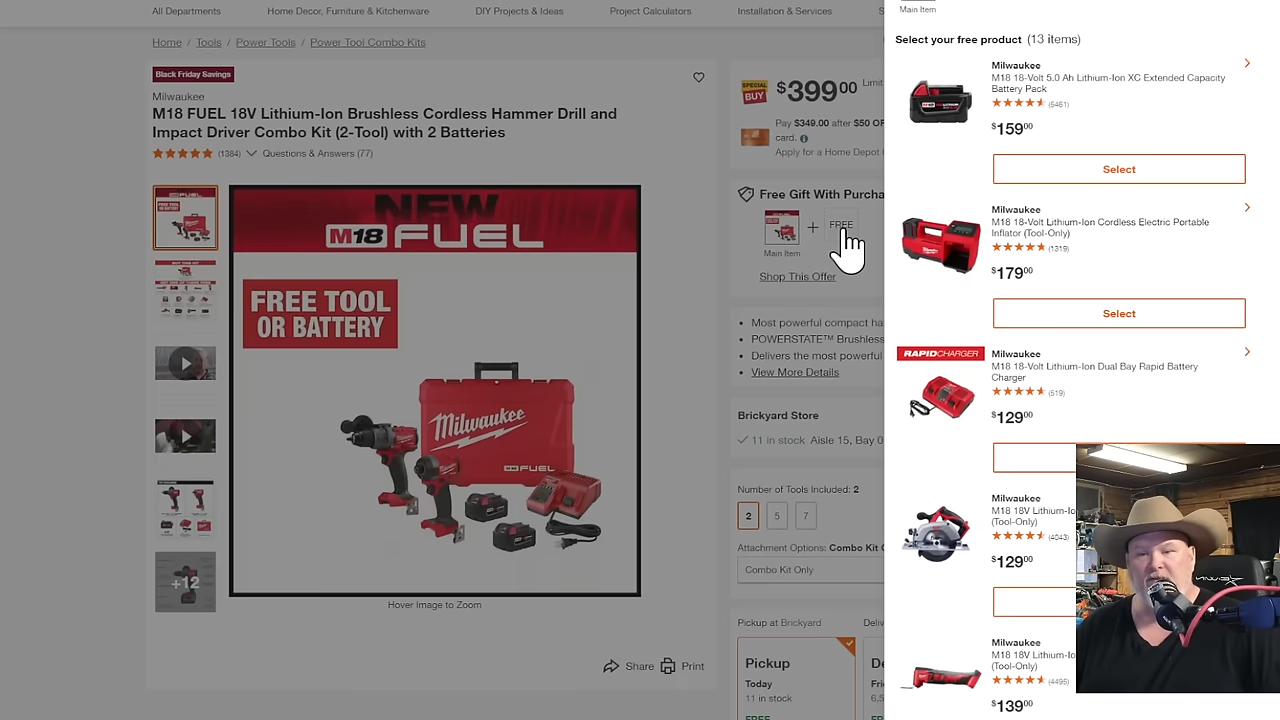 All Departments
Home Decor, Furniture & Kitchenware
DIY Projects & Ideas
Project Calculators
Installation & Services
S
Home / Tools / Power Tools / Power Tool Combo Kits
Black Friday Savings
Milwaukee
M18 FUEL 18V Lithium-Ion Brushless Cordless Hammer Drill and
Impact Driver Combo Kit (2-Tool) with 2 Batteries
(1384)
Questions & Answers (77)
NEW
M18 FUEL
FREE TOOL
OR BATTERY
Milwaukee
FUEL
+12
Hover Image to Zoom
Share
Print
SPECIAL
BUY
$399.00
Limit
Pay $349.00 after $50 OF
card.
Apply for a Home Depot
Free Gift With Purcha
+
FREE
Main Item
Shop This Offer
Most powerful compact ha
POWERSTATE™ Brushless
Delivers the most powerful
View More Details
Brickyard Store
11 in stock Aisle 15, Bay 0
Number of Tools Included: 2
2
5
7
Attachment Options: Combo Kit O
Combo Kit Only
Pickup at Brickyard
Deliv
Pickup
Today
11 in stock
FREE
De
Fri
6,5
Main Item
Select your free product (13 items)
Milwaukee
M18 18-Volt 5.0 Ah Lithium-Ion XC Extended Capacity
Battery Pack
(5461)
$159.00
Select
Milwaukee
M18 18-Volt Lithium-Ion Cordless Electric Portable
Inflator (Tool-Only)
(1319)
$179.00
Select
RAPIDCHARGER
Milwaukee
M18 18-Volt Lithium-Ion Dual Bay Rapid Battery
Charger
(519)
$129.00
Milwaukee
M18 18V Lithium-Io
(Tool-Only)
(4043)
$129.00
Milwaukee
M18 18V Lithium-Io
(Tool-Only)
(4495)
$139.00